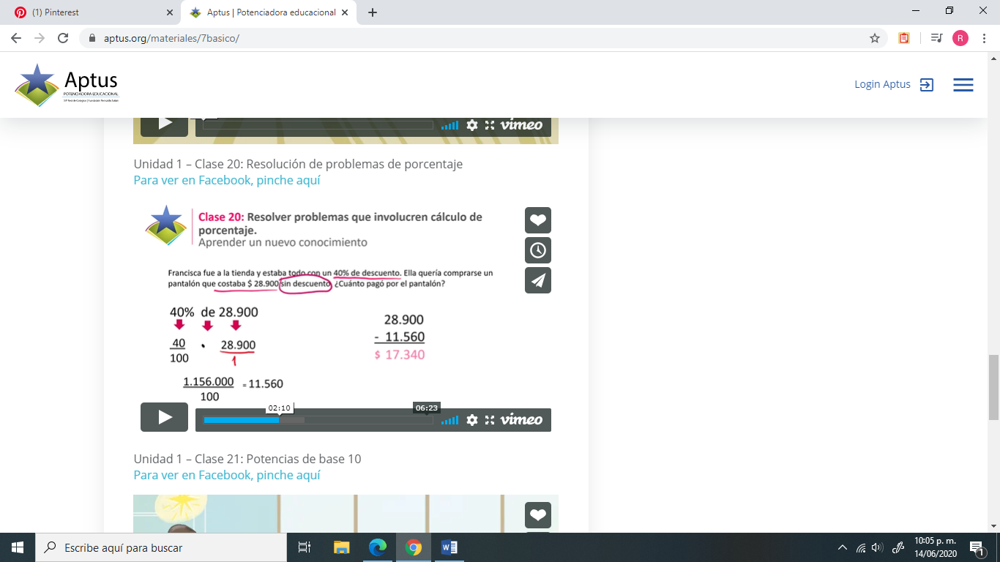 (1) Pinterest
Aptus | Potenciadora educacional
aptus.org/materiales/7basico/
R
Aptus
POTENCIADORA EDUCACIONAL
Login Aptus
vimeo
Unidad 1 – Clase 20: Resolución de problemas de porcentaje
Para ver en Facebook, pinche aquí
Clase 20: Resolver problemas que involucren cálculo de
porcentaje.
Aprender un nuevo conocimiento
Francisca fue a la tienda y estaba todo con un 40% de descuento. Ella quería comprarse un
pantalón que costaba $ 28.900 sin descuento ¿Cuánto pagó por el pantalón?
40% de 28.900
40 • 28.900
100 1
1.156.000 = 11.560
100
28.900
- 11.560
$ 17.340
02:10
06:23
vimeo
Unidad 1 – Clase 21: Potencias de base 10
Para ver en Facebook, pinche aquí
Escribe aquí para buscar
10:05 p. m.
14/06/2020
1